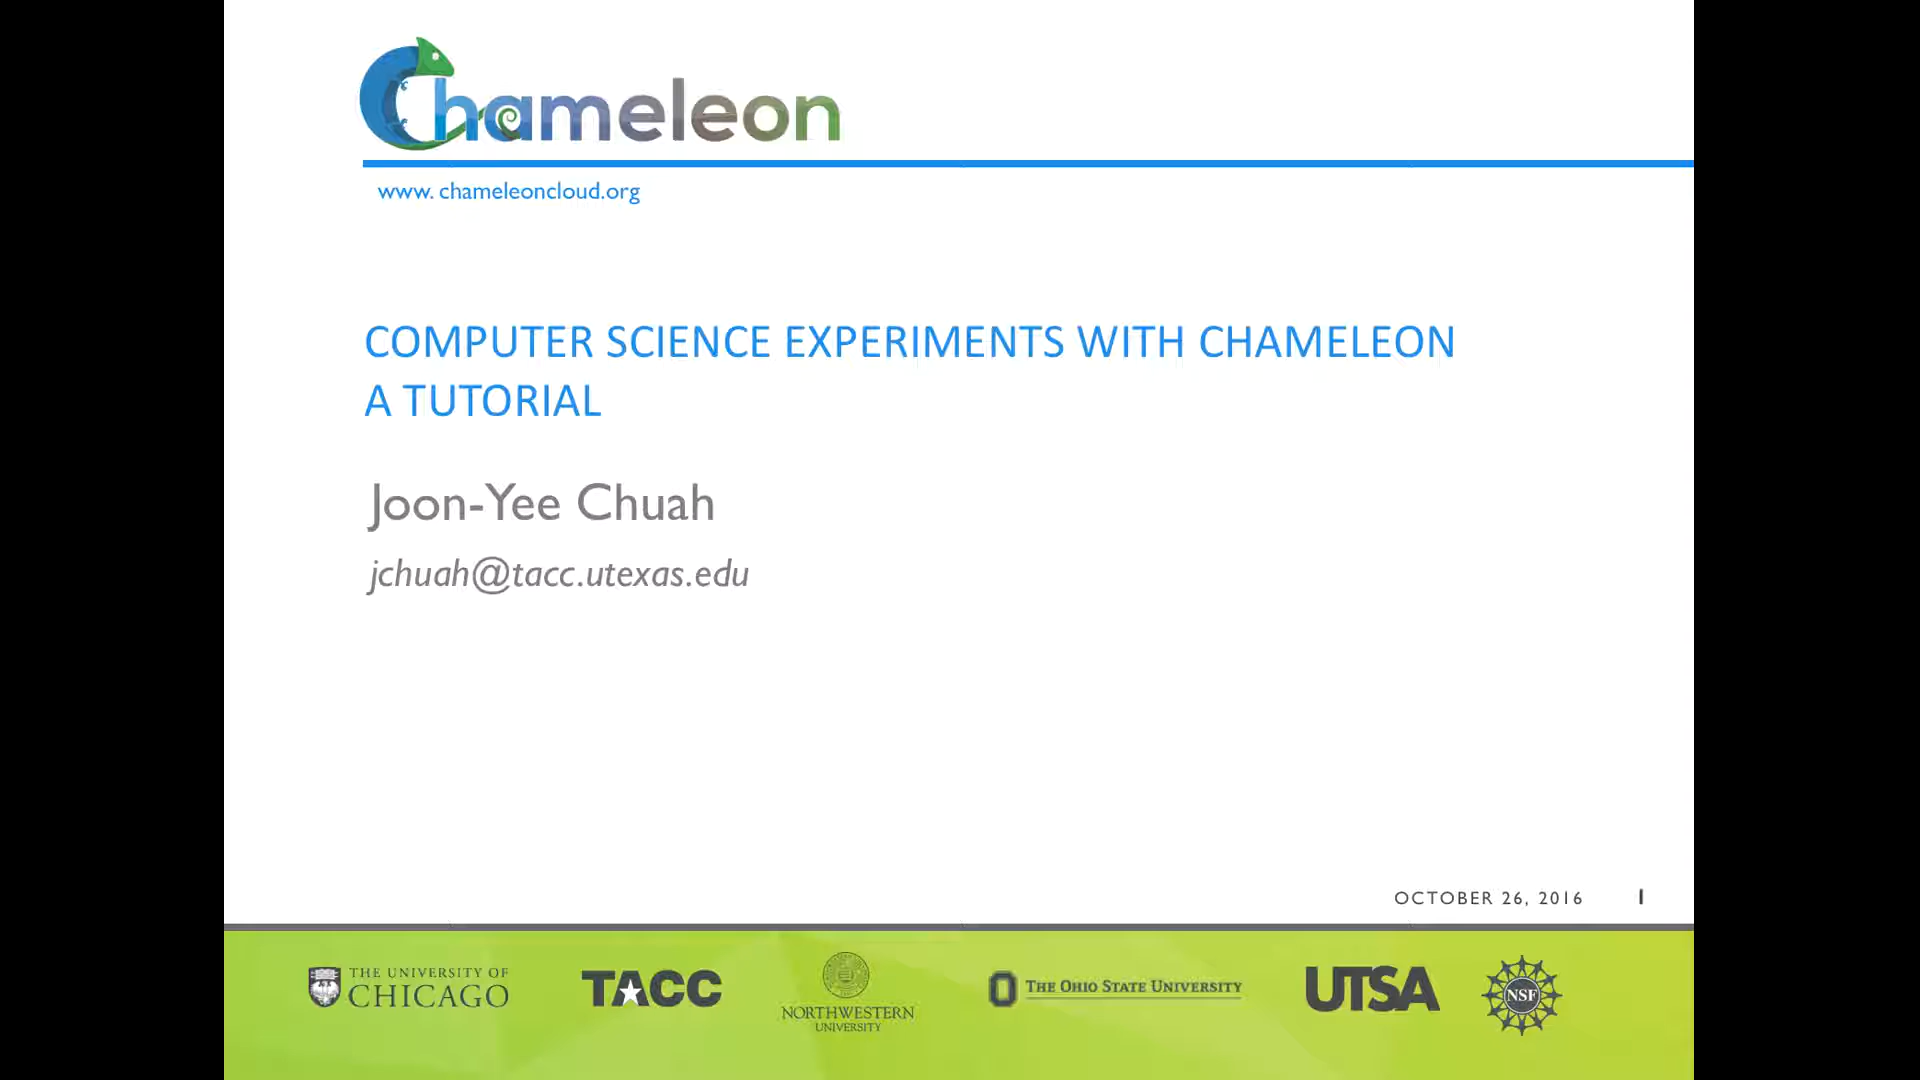 Chameleon
www. chameleoncloud.org
COMPUTER SCIENCE EXPERIMENTS WITH CHAMELEON
A TUTORIAL
Joon-Yee Chuah
jchuah@tacc.utexas.edu
OCTOBER 26, 2016 1
THE UNIVERSITY OF
CHICAGO
TACC
NORTHWESTERN
UNIVERSITY
THE OHIO STATE UNIVERSITY
UTSA
NSF